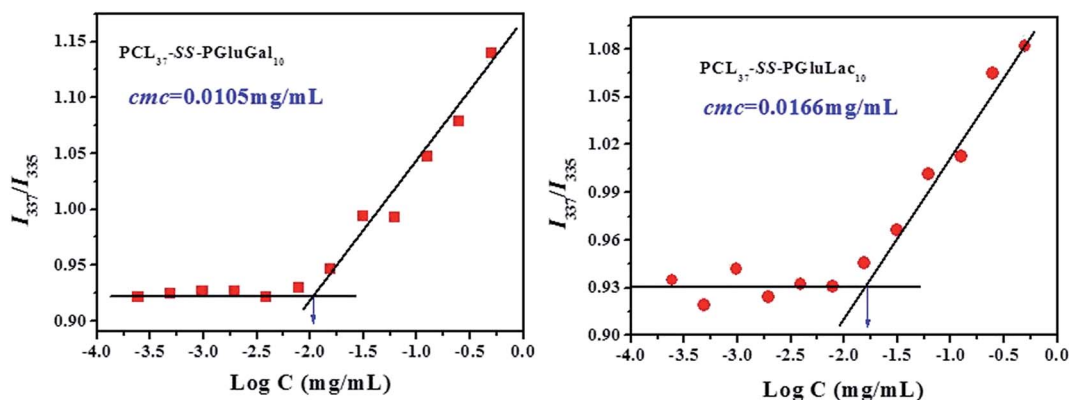 1.15
1.10
1.05
1.00
0.95
0.90
I337/I335
PCL37-SS-PGluGal10
cmc=0.0105mg/mL
-4.0 -3.5 -3.0 -2.5 -2.0 -1.5 -1.0 -0.5 0.0
Log C (mg/mL)
1.08
1.05
1.02
0.99
0.96
0.93
0.90
I337/I335
PCL37-SS-PGluLac10
cmc=0.0166mg/mL
-4.0 -3.5 -3.0 -2.5 -2.0 -1.5 -1.0 -0.5 0.0
Log C (mg/mL)